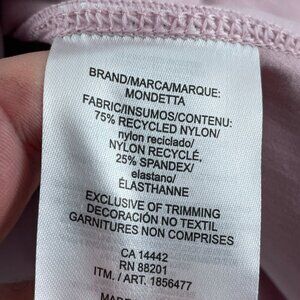 BRAND/MARCA/MARQUE:
MONDETTA
FABRIC/INSUMOS/CONTENU:
75% RECYCLED NYLON/
nylon reciclado/
NYLON RECYCLÉ,
25% SPANDEX/
elastano/
ÉLASTHANNE
EXCLUSIVE OF TRIMMING
DECORACIÓN NO TEXTIL
GARNITURES NON COMPRISES
CA 14442
RN 88201
ITM. / ART. 1856477